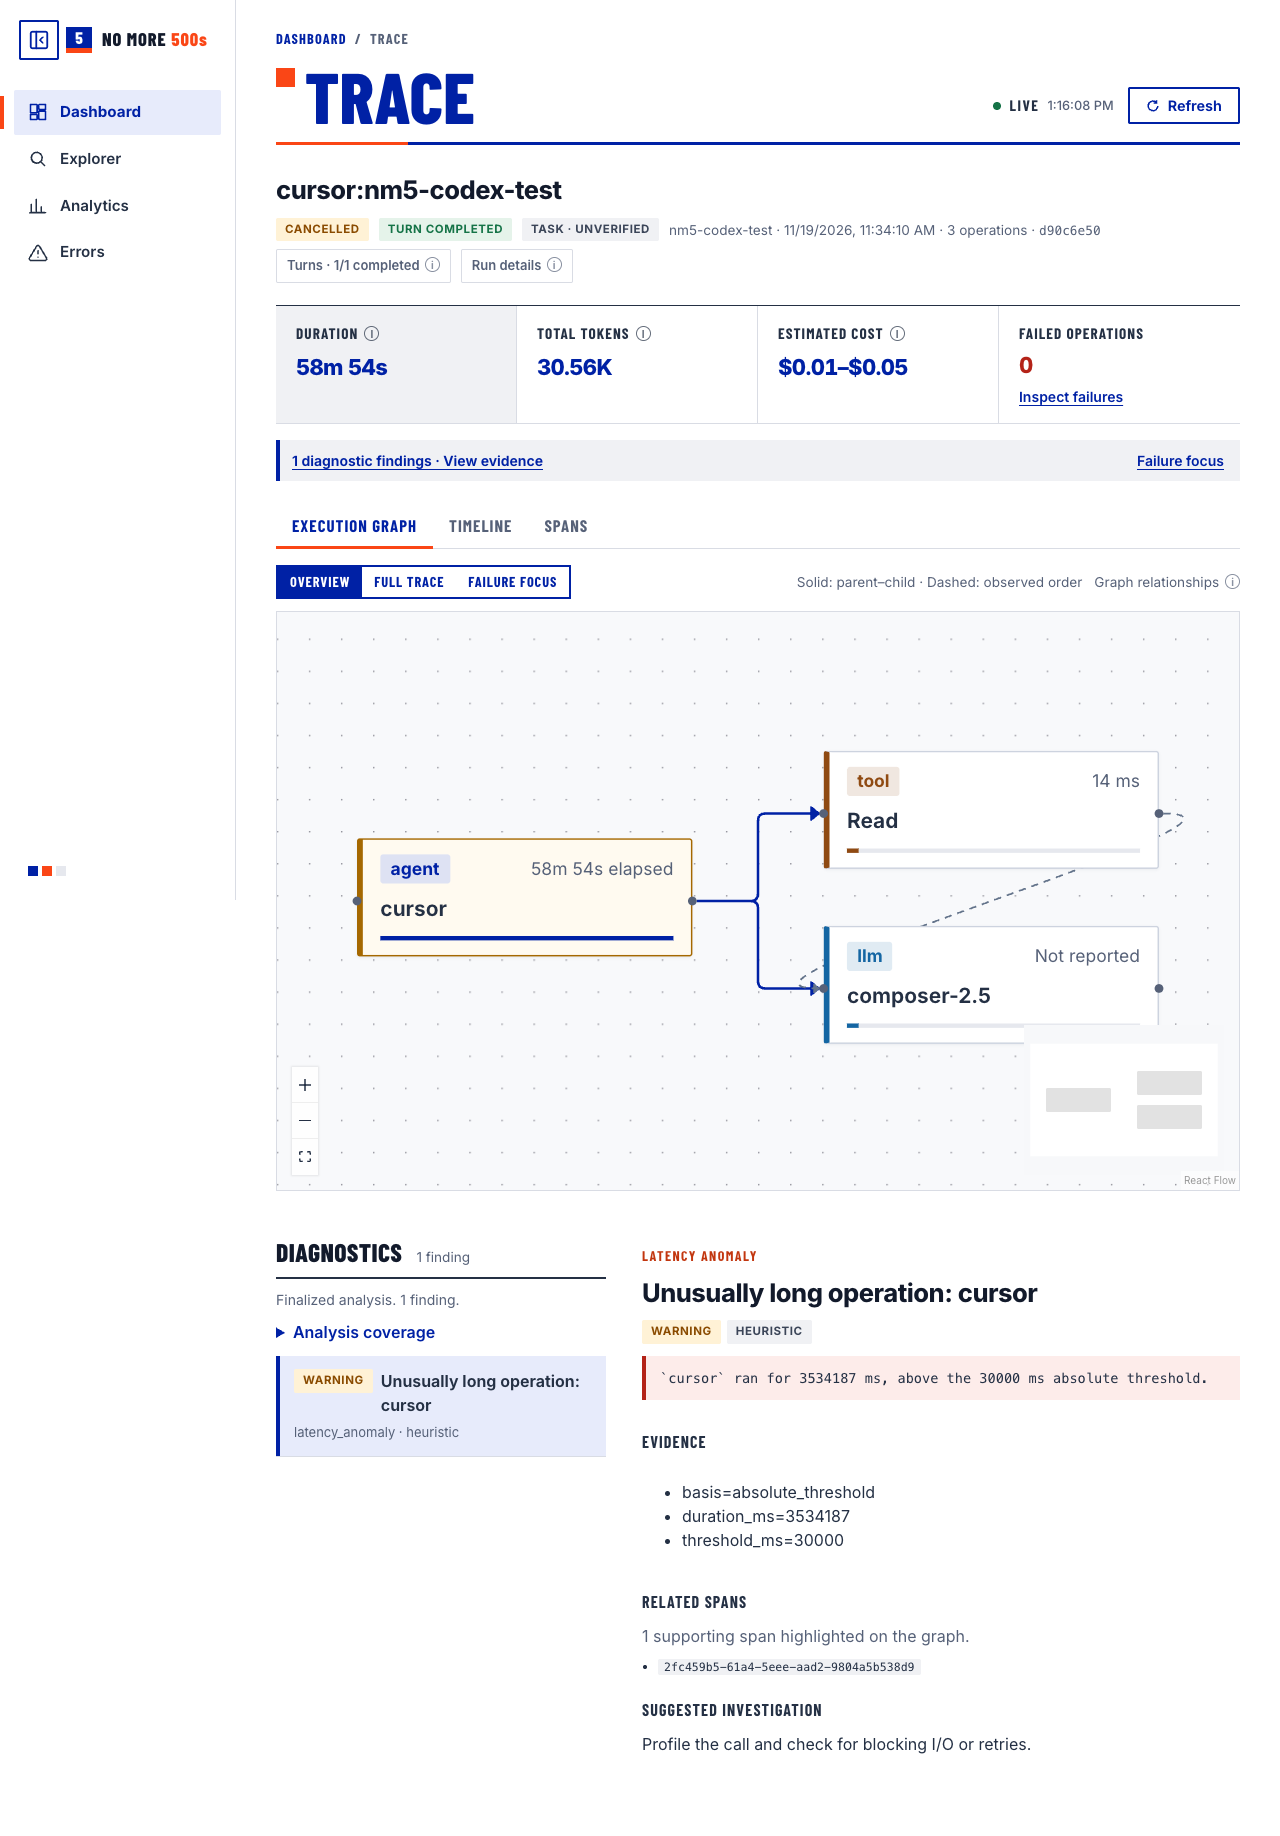 5 NO MORE 500s
Dashboard
Explorer
Analytics
Errors
DASHBOARD / TRACE
TRACE
LIVE 1:16:08 PM Refresh
cursor:nm5-codex-test
CANCELLED TURN COMPLETED TASK · UNVERIFIED nm5-codex-test · 11/19/2026, 11:34:10 AM · 3 operations · d90c6e50
Turns · 1/1 completed Run details
DURATION TOTAL TOKENS ESTIMATED COST FAILED OPERATIONS
58m 54s 30.56K $0.01–$0.05 0
Inspect failures
1 diagnostic findings · View evidence Failure focus
EXECUTION GRAPH TIMELINE SPANS
OVERVIEW FULL TRACE FAILURE FOCUS Solid: parent–child · Dashed: observed order Graph relationships
tool 14 ms
Read
agent 58m 54s elapsed
cursor
llm Not reported
composer-2.5
React Flow
DIAGNOSTICS 1 finding
Finalized analysis. 1 finding.
Analysis coverage
WARNING Unusually long operation:
cursor
latency_anomaly · heuristic
LATENCY ANOMALY
Unusually long operation: cursor
WARNING HEURISTIC
`cursor` ran for 3534187 ms, above the 30000 ms absolute threshold.
EVIDENCE
• basis=absolute_threshold
• duration_ms=3534187
• threshold_ms=30000
RELATED SPANS
1 supporting span highlighted on the graph.
• 2fc459b5-61a4-5eee-aad2-9804a5b538d9
SUGGESTED INVESTIGATION
Profile the call and check for blocking I/O or retries.